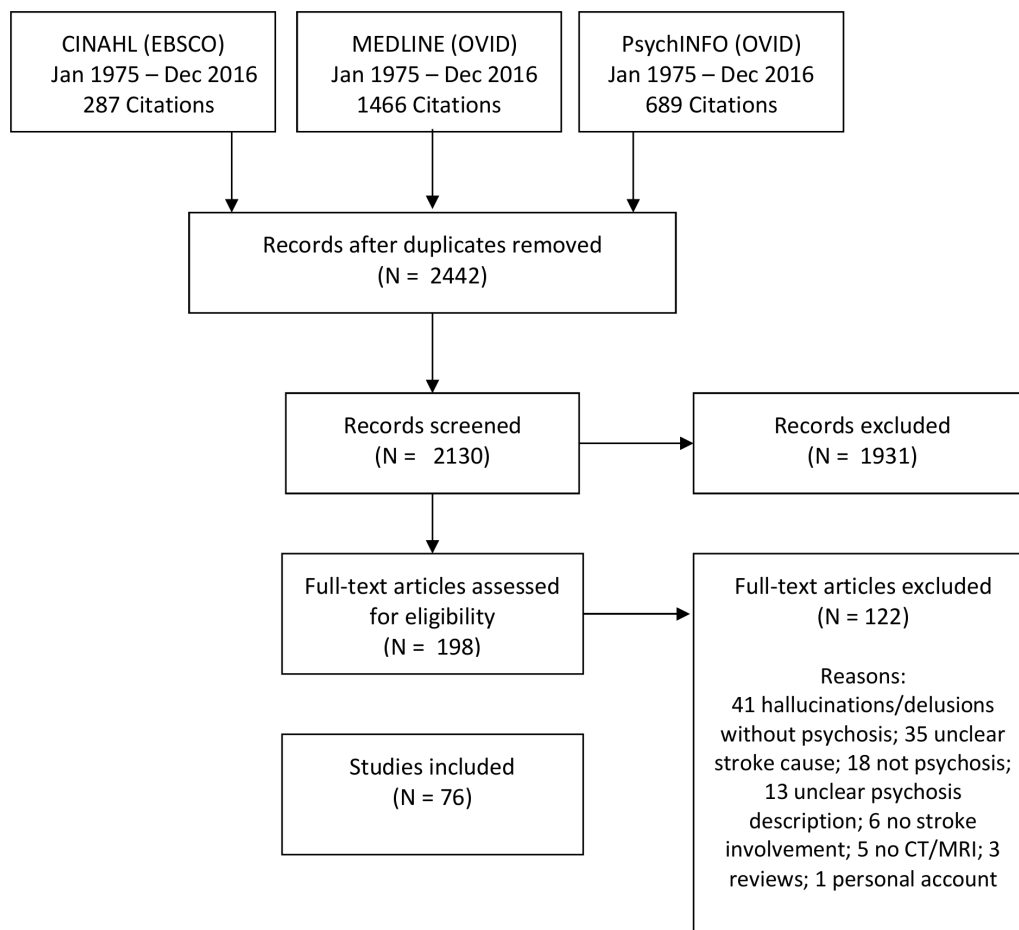 CINAHL (EBSCO)
Jan 1975 – Dec 2016
287 Citations
MEDLINE (OVID)
Jan 1975 – Dec 2016
1466 Citations
PsychINFO (OVID)
Jan 1975 – Dec 2016
689 Citations
Records after duplicates removed
(N = 2442)
Records screened
(N = 2130)
Records excluded
(N = 1931)
Full-text articles assessed
for eligibility
(N = 198)
Full-text articles excluded
(N = 122)
Reasons:
41 hallucinations/delusions
without psychosis; 35 unclear
stroke cause; 18 not psychosis;
13 unclear psychosis
description; 6 no stroke
involvement; 5 no CT/MRI; 3
reviews; 1 personal account
Studies included
(N = 76)